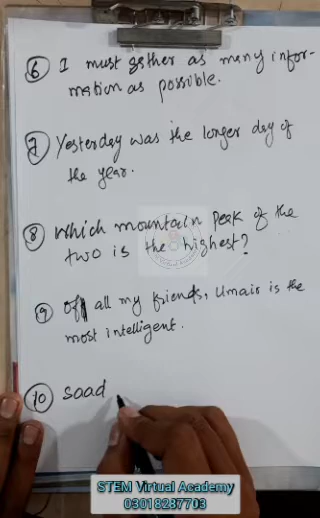 6 I must gather as many infor-
mation as possible.
7 Yesterday was the longer day of
the year.
8 Which mountain peak of the
two is the highest?
9 Of all my friends, Umair is the
most intelligent.
10 Saad
STEM Virtual Academy
03018287703